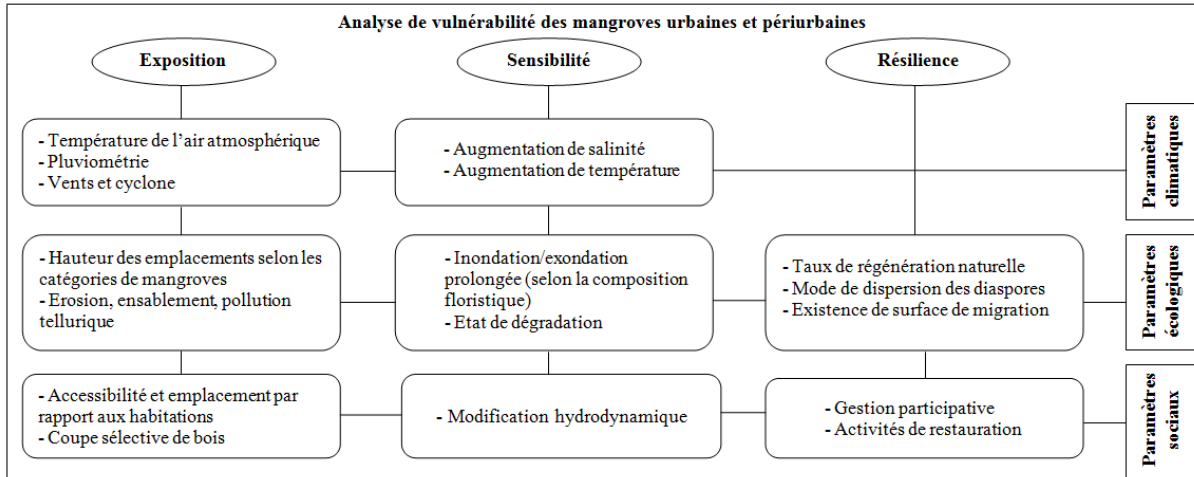 Analyse de vulnérabilité des mangroves urbaines et périurbaines
Exposition
Sensibilité
Résilience
- Température de l'air atmosphérique
- Pluviométrie
- Vents et cyclone
- Augmentation de salinité
- Augmentation de température
Paramètres
climatiques
- Hauteur des emplacements selon les
catégories de mangroves
- Erosion, ensablement, pollution
tellurique
- Inondation/exondation
prolongée (selon la composition
floristique)
- Etat de dégradation
- Taux de régénération naturelle
- Mode de dispersion des diaspores
- Existence de surface de migration
Paramètres
écologiques
- Accessibilité et emplacement par
rapport aux habitations
- Coupe sélective de bois
- Modification hydrodynamique
- Gestion participative
- Activités de restauration
Paramètres
sociaux